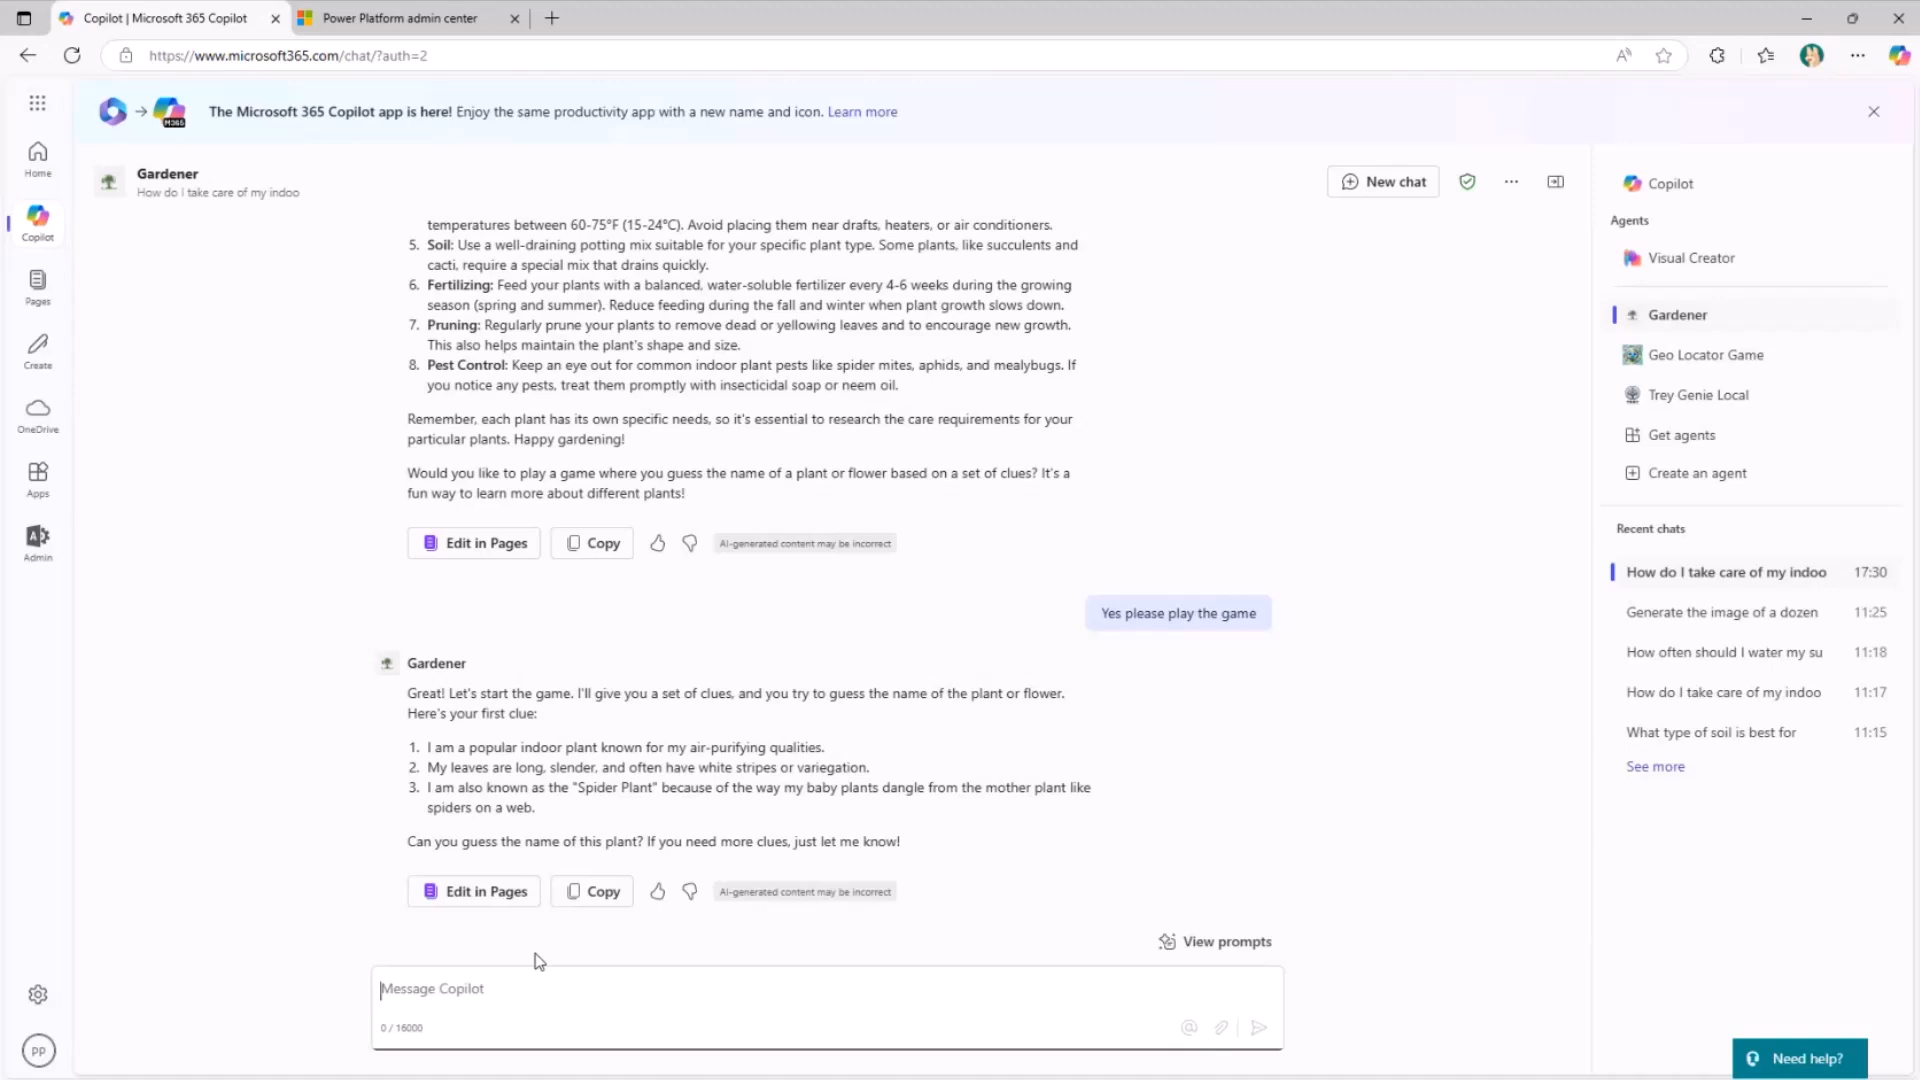 Copilot | Microsoft 365 Copilot
Power Platform admin center
https://www.microsoft365.com/chat/?auth=2
M365
The Microsoft 365 Copilot app is here! Enjoy the same productivity app with a new name and icon. Learn more
Home
Copilot
Pages
Create
OneDrive
Apps
Admin
PP
Gardener
How do I take care of my indoo
New chat
temperatures between 60-75°F (15-24°C). Avoid placing them near drafts, heaters, or air conditioners.
5. Soil: Use a well-draining potting mix suitable for your specific plant type. Some plants, like succulents and
cacti, require a special mix that drains quickly.
6. Fertilizing: Feed your plants with a balanced, water-soluble fertilizer every 4-6 weeks during the growing
season (spring and summer). Reduce feeding during the fall and winter when plant growth slows down.
7. Pruning: Regularly prune your plants to remove dead or yellowing leaves and to encourage new growth.
This also helps maintain the plant's shape and size.
8. Pest Control: Keep an eye out for common indoor plant pests like spider mites, aphids, and mealybugs. If
you notice any pests, treat them promptly with insecticidal soap or neem oil.
Remember, each plant has its own specific needs, so it's essential to research the care requirements for your
particular plants. Happy gardening!
Would you like to play a game where you guess the name of a plant or flower based on a set of clues? It's a
fun way to learn more about different plants!
Edit in Pages
Copy
AI-generated content may be incorrect
Yes please play the game
Gardener
Great! Let's start the game. I'll give you a set of clues, and you try to guess the name of the plant or flower.
Here's your first clue:
1. I am a popular indoor plant known for my air-purifying qualities.
2. My leaves are long, slender, and often have white stripes or variegation.
3. I am also known as the "Spider Plant" because of the way my baby plants dangle from the mother plant like
spiders on a web.
Can you guess the name of this plant? If you need more clues, just let me know!
Edit in Pages
Copy
AI-generated content may be incorrect
View prompts
Message Copilot
0 / 16000
Copilot
Agents
Visual Creator
Gardener
Geo Locator Game
Trey Genie Local
Get agents
Create an agent
Recent chats
How do I take care of my indoo 17:30
Generate the image of a dozen 11:25
How often should I water my su 11:18
How do I take care of my indoo 11:17
What type of soil is best for 11:15
See more
Need help?